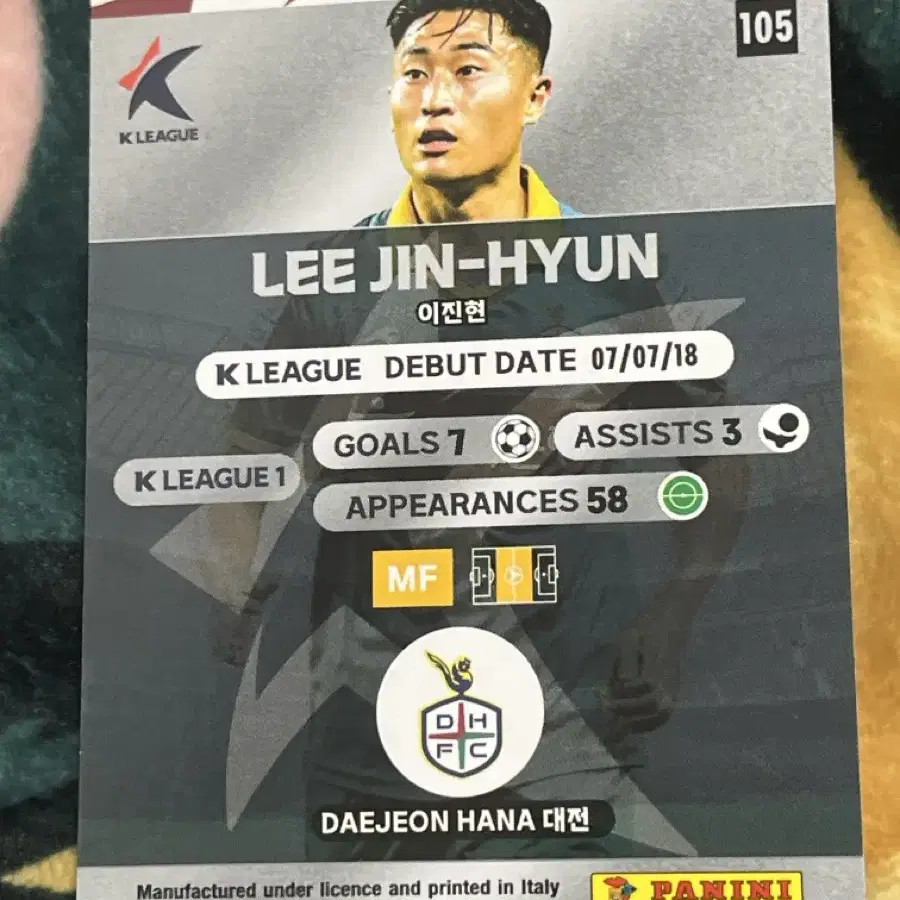 105
K LEAGUE
LEE JIN-HYUN
이진현
K LEAGUE DEBUT DATE 07/07/18
GOALS 7
ASSISTS 3
K LEAGUE 1
APPEARANCES 58
MF
D H
F C
DAEJEON HANA 대전
Manufactured under licence and printed in Italy
PANINI